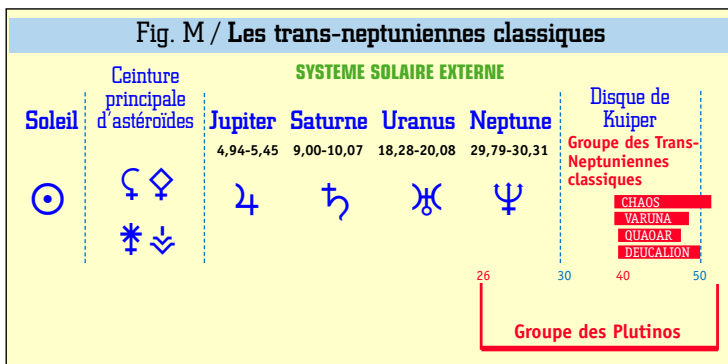 Fig. M / Les trans-neptuniennes classiques
SYSTEME SOLAIRE EXTERNE
Soleil
Ceinture
principale
d'astéroïdes
Jupiter
4,94-5,45
Saturne
9,00-10,07
Uranus
18,28-20,08
Neptune
29,79-30,31
Disque de
Kuiper
Groupe des Trans-
Neptuniennes
classiques
CHAOS
VARUNA
QUAOAR
DEUCALION
26
30
40
50
Groupe des Plutinos